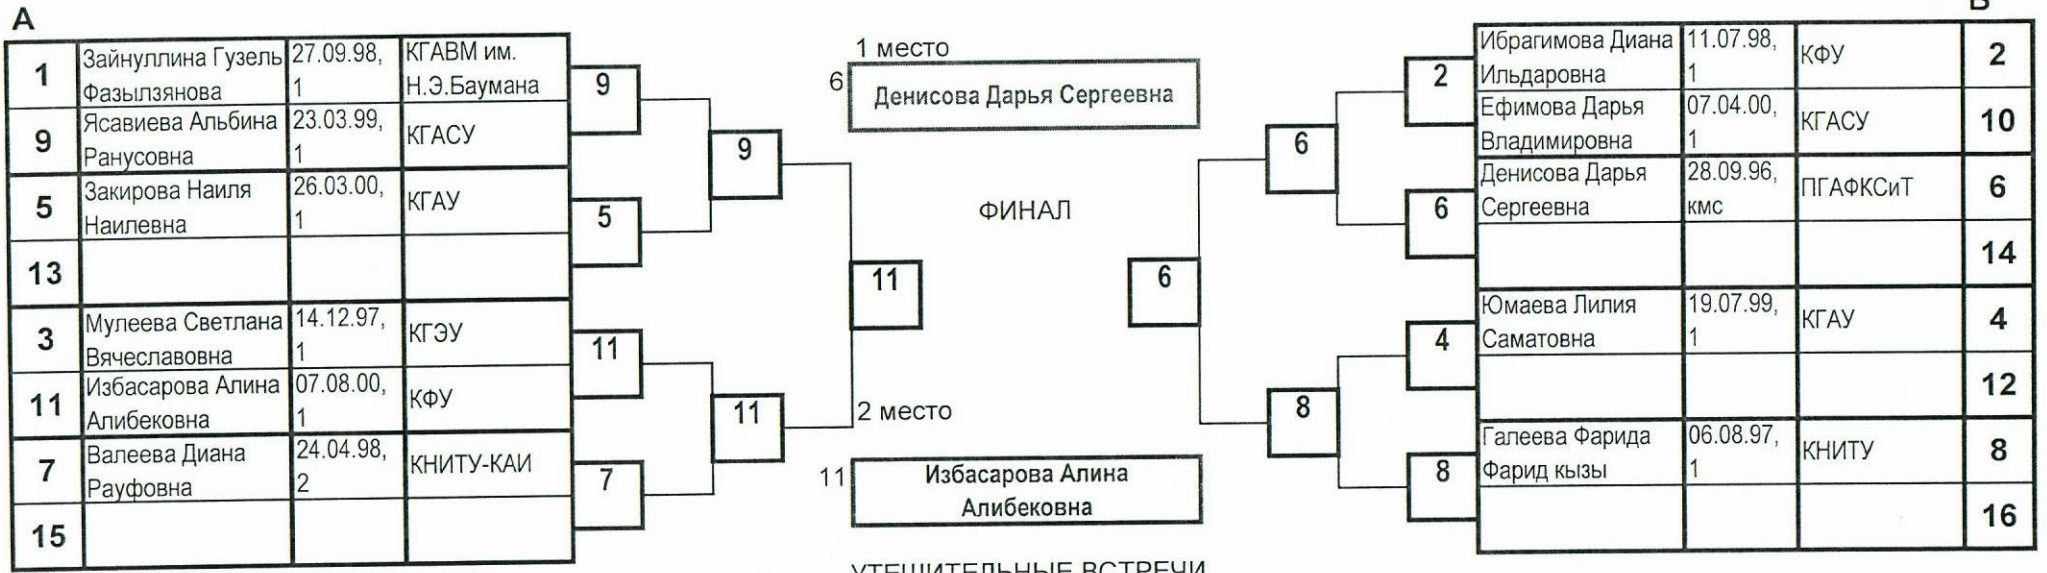 А
1 Зайнуллина Гузель 27.09.98, КГАВМ им.
Фазылзянова 1 Н.Э.Баумана
9 Ясавиева Альбина 23.03.99, КГАСУ
Ранусовна 1
5 Закирова Наиля 26.03.00, КГАУ
Наилевна 1
13
3 Мулеева Светлана 14.12.97, КГЭУ
Вячеславовна 1
11 Избасарова Алина 07.08.00, КФУ
Алибековна 1
7 Валеева Диана 24.04.98, КНИТУ-КАИ
Рауфовна 2
15
9
5
11
7
9
11
11
1 место
6 Денисова Дарья Сергеевна
ФИНАЛ
2 место
11 Избасарова Алина
Алибековна
УТЕШИТЕЛЬНЫЕ ВСТРЕЧИ
6
6
8
2
6
4
8
Ибрагимова Диана 11.07.98, КФУ 2
Ильдаровна 1
Ефимова Дарья 07.04.00, КГАСУ 10
Владимировна 1
Денисова Дарья 28.09.96, ПГАФКСиТ 6
Сергеевна кмс
14
Юмаева Лилия 19.07.99, КГАУ 4
Саматовна 1
12
Галеева Фарида 06.08.97, КНИТУ 8
Фарид кызы 1
16